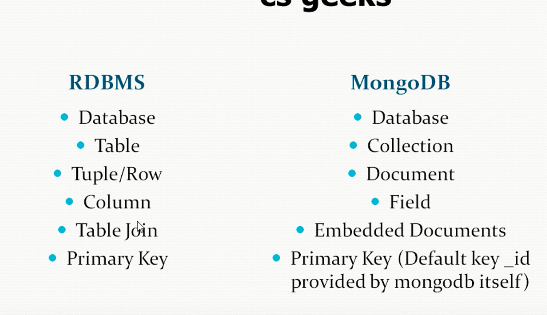 cs geeks
RDBMS
Database
Table
Tuple/Row
Column
Table Join
Primary Key
MongoDB
Database
Collection
Document
Field
Embedded Documents
Primary Key (Default key _id
provided by mongodb itself)